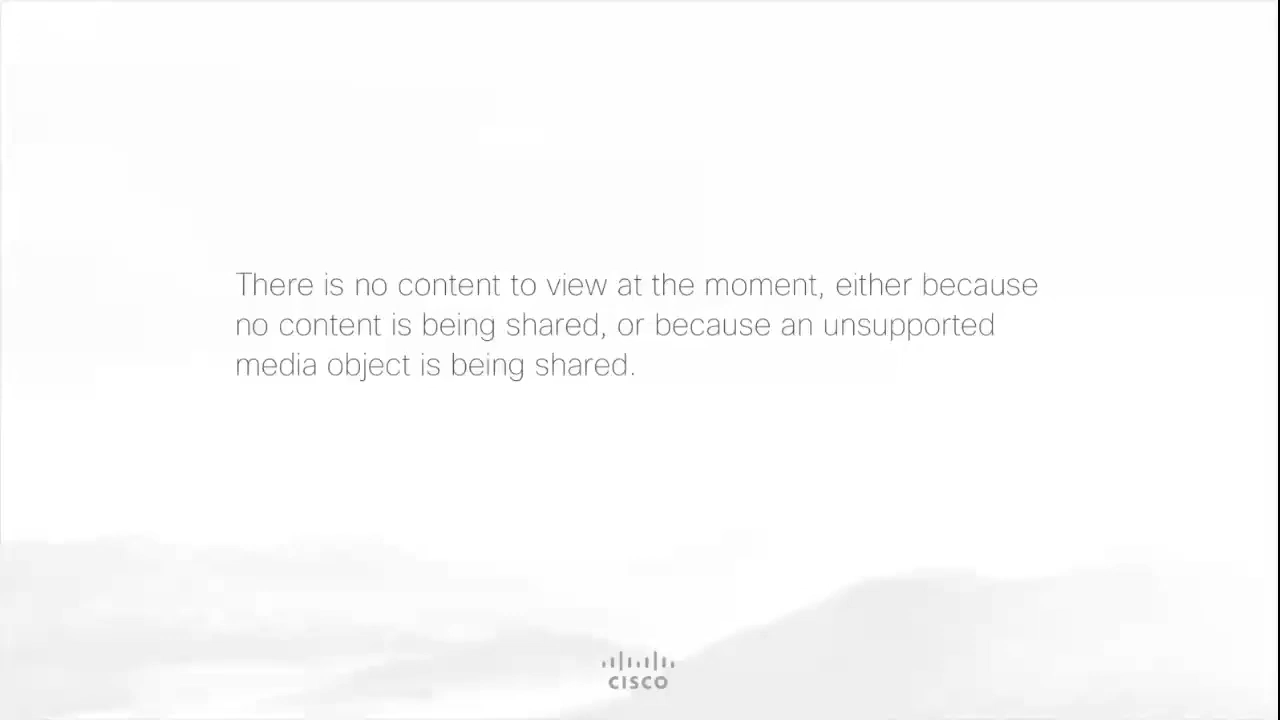 There is no content to view at the moment, either because
no content is being shared, or because an unsupported
media object is being shared.
CISCO